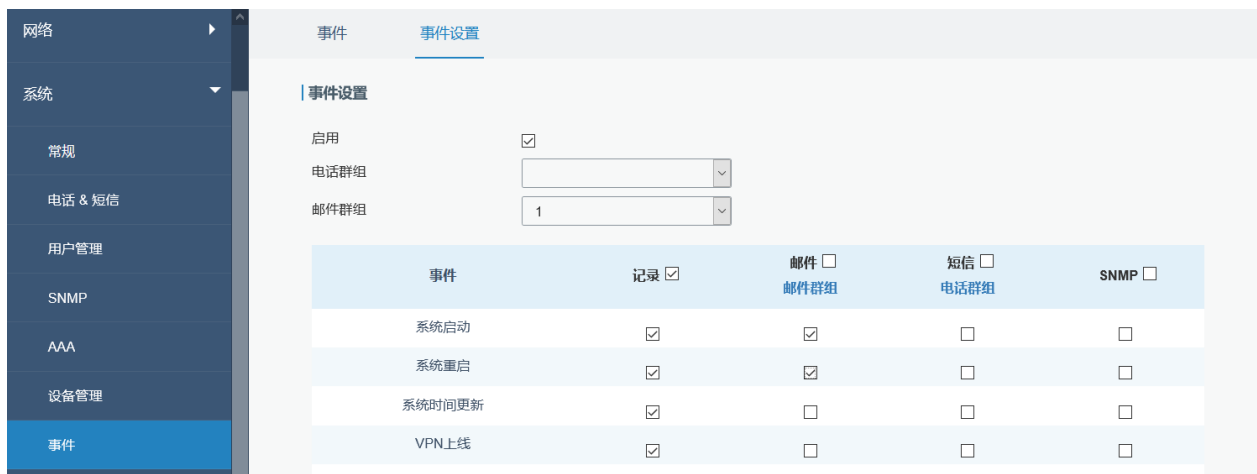 网络
系统
常规
电话 & 短信
用户管理
SNMP
AAA
设备管理
事件
事件 事件设置
事件设置
启用
电话群组
邮件群组 1
事件 记录 邮件 短信 SNMP
邮件群组 电话群组
系统启动
系统重启
系统时间更新
VPN上线